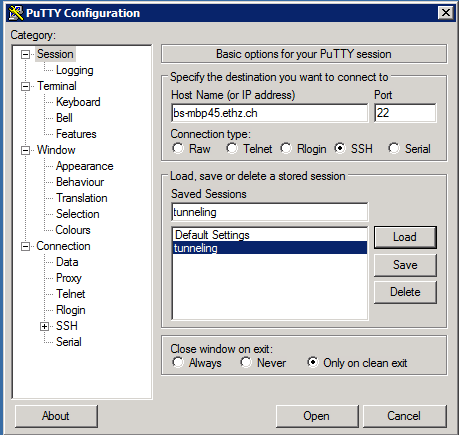 PuTTY Configuration
Category:
Session
Logging
Terminal
Keyboard
Bell
Features
Window
Appearance
Behaviour
Translation
Selection
Colours
Connection
Data
Proxy
Telnet
Rlogin
SSH
Serial
Basic options for your PuTTY session
Specify the destination you want to connect to
Host Name (or IP address) Port
bs-mbp45.ethz.ch 22
Connection type:
Raw Telnet Rlogin SSH Serial
Load, save or delete a stored session
Saved Sessions
tunneling
Default Settings
tunneling
Load
Save
Delete
Close window on exit:
Always Never Only on clean exit
About Open Cancel